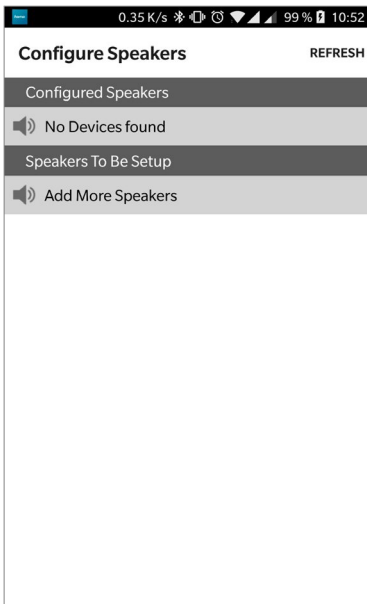 0.35 K/s 99 % 10:52
Configure Speakers REFRESH
Configured Speakers
No Devices found
Speakers To Be Setup
Add More Speakers